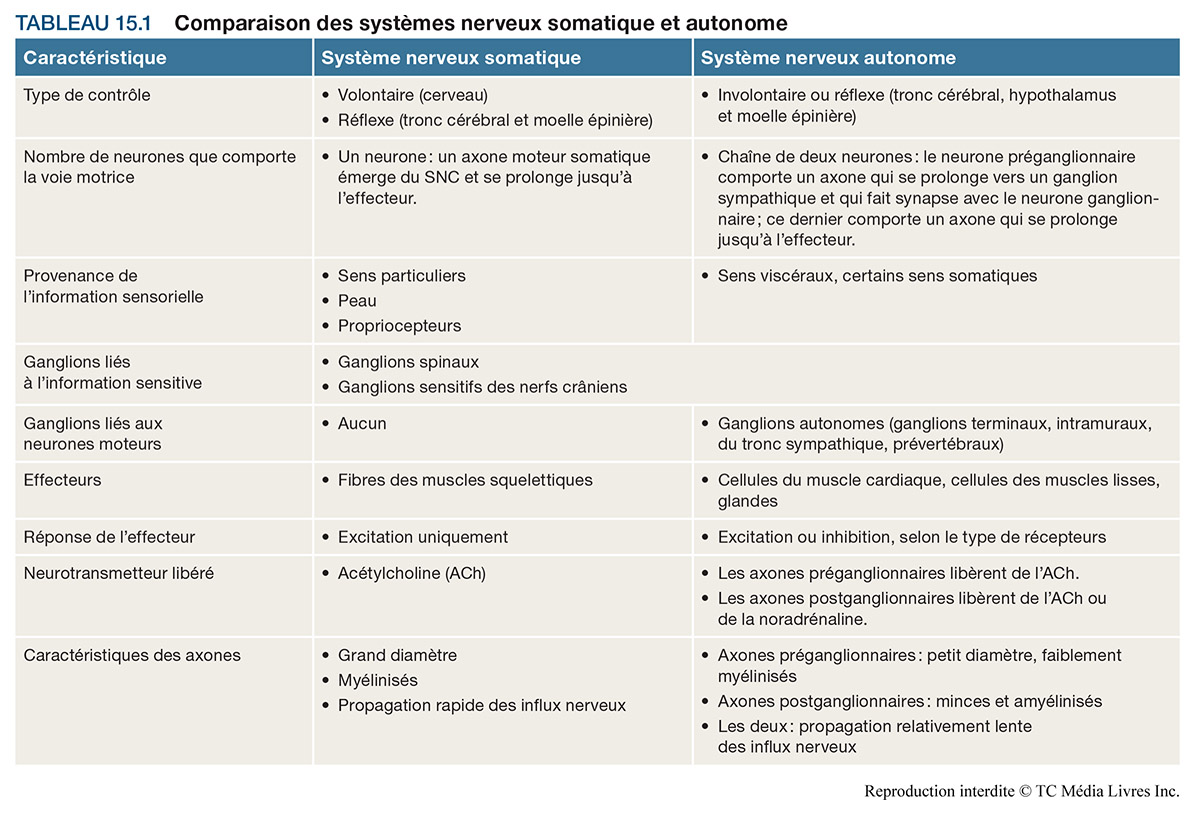 TABLEAU 15.1 Comparaison des systèmes nerveux somatique et autonome
Caractéristique
Système nerveux somatique
Système nerveux autonome
Type de contrôle
• Volontaire (cerveau)
• Réflexe (tronc cérébral et moelle épinière)
• Involontaire ou réflexe (tronc cérébral, hypothalamus
et moelle épinière)
Nombre de neurones que comporte
la voie motrice
• Un neurone : un axone moteur somatique
émerge du SNC et se prolonge jusqu’à
l’effecteur.
• Chaîne de deux neurones : le neurone préganglionnaire
comporte un axone qui se prolonge vers un ganglion
sympathique et qui fait synapse avec le neurone ganglion-
naire ; ce dernier comporte un axone qui se prolonge
jusqu’à l’effecteur.
Provenance de
l’information sensorielle
• Sens particuliers
• Peau
• Propriocepteurs
• Sens viscéraux, certains sens somatiques
Ganglions liés
à l’information sensitive
• Ganglions spinaux
• Ganglions sensitifs des nerfs crâniens
Ganglions liés aux
neurones moteurs
• Aucun
• Ganglions autonomes (ganglions terminaux, intramuraux,
du tronc sympathique, prévertébraux)
Effecteurs
• Fibres des muscles squelettiques
• Cellules du muscle cardiaque, cellules des muscles lisses,
glandes
Réponse de l’effecteur
• Excitation uniquement
• Excitation ou inhibition, selon le type de récepteurs
Neurotransmetteur libéré
• Acétylcholine (ACh)
• Les axones préganglionnaires libèrent de l’ACh.
• Les axones postganglionnaires libèrent de l’ACh ou
de la noradrénaline.
Caractéristiques des axones
• Grand diamètre
• Myélinisés
• Propagation rapide des influx nerveux
• Axones préganglionnaires : petit diamètre, faiblement
myélinisés
• Axones postganglionnaires : minces et amyélinisés
• Les deux : propagation relativement lente
des influx nerveux
Reproduction interdite © TC Média Livres Inc.